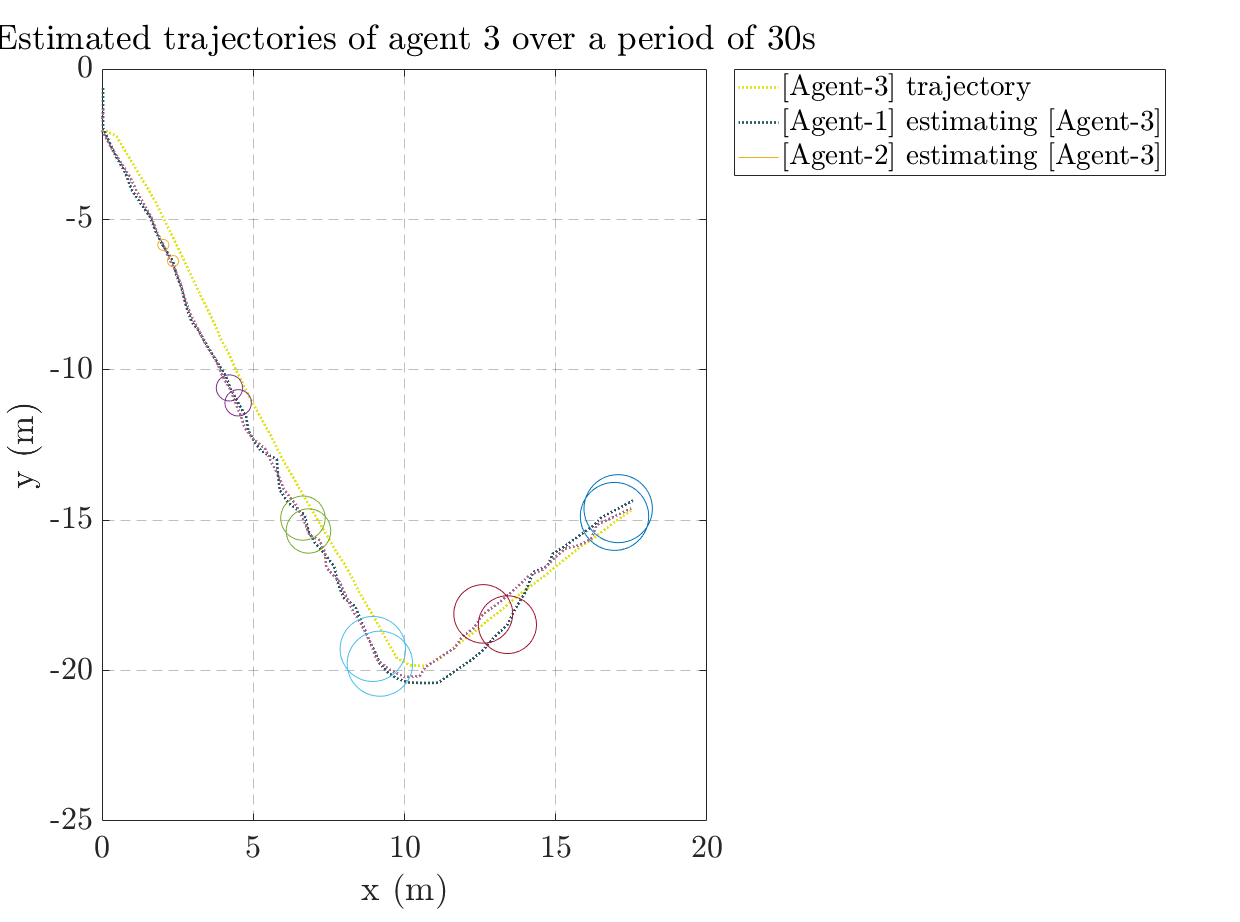 Estimated trajectories of agent 3 over a period of 30s
[Agent-3] trajectory
[Agent-1] estimating [Agent-3]
[Agent-2] estimating [Agent-3]
0
-5
-10
-15
-20
-25
y (m)
0 5 10 15 20
x (m)